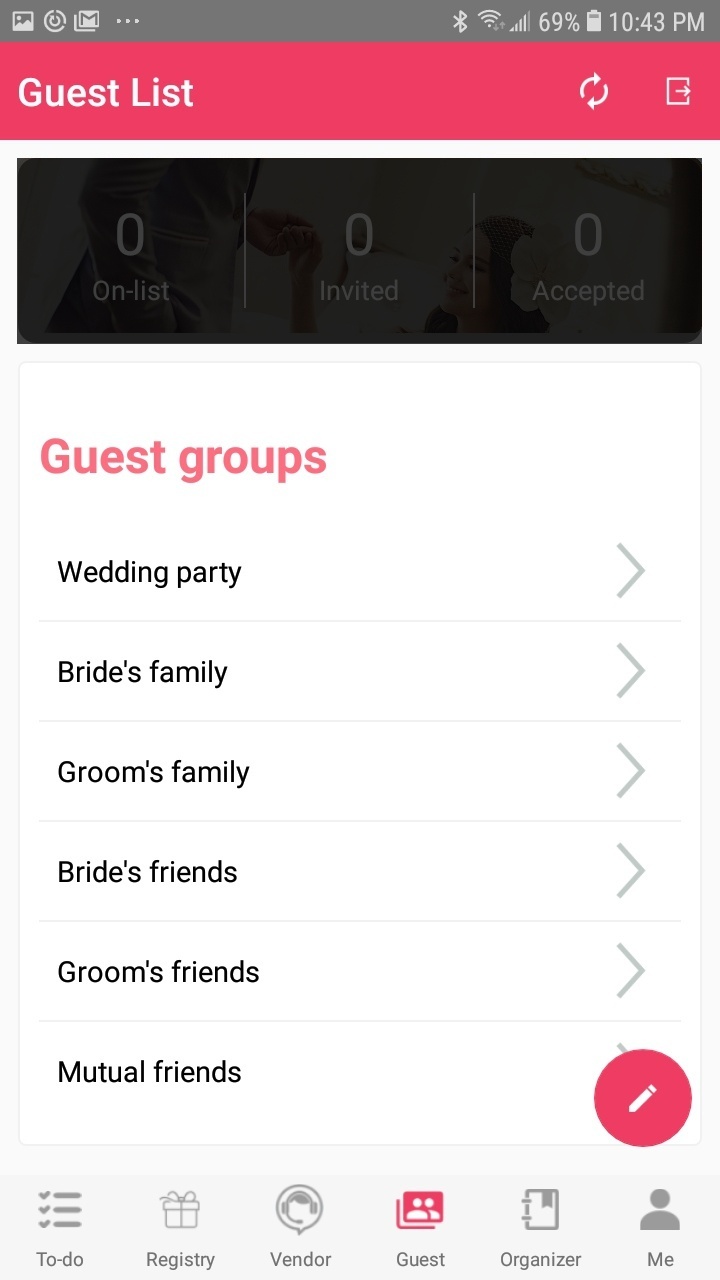 69% 10:43 PM
Guest List
0 0 0
On-list Invited Accepted
Guest groups
Wedding party
Bride's family
Groom's family
Bride's friends
Groom's friends
Mutual friends
To-do Registry Vendor Guest Organizer Me